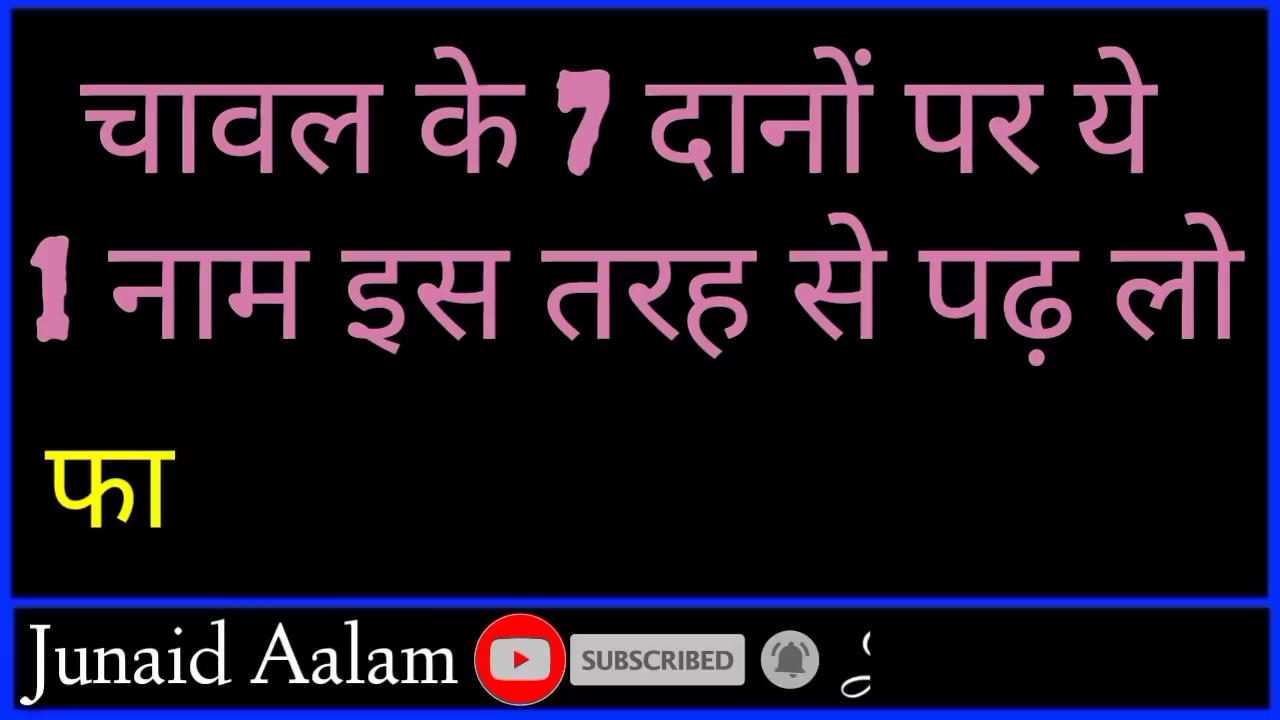 चावल के 7 दानों पर ये
1 नाम इस तरह से पढ़ लो
फा
Junaid Aalam SUBSCRIBED